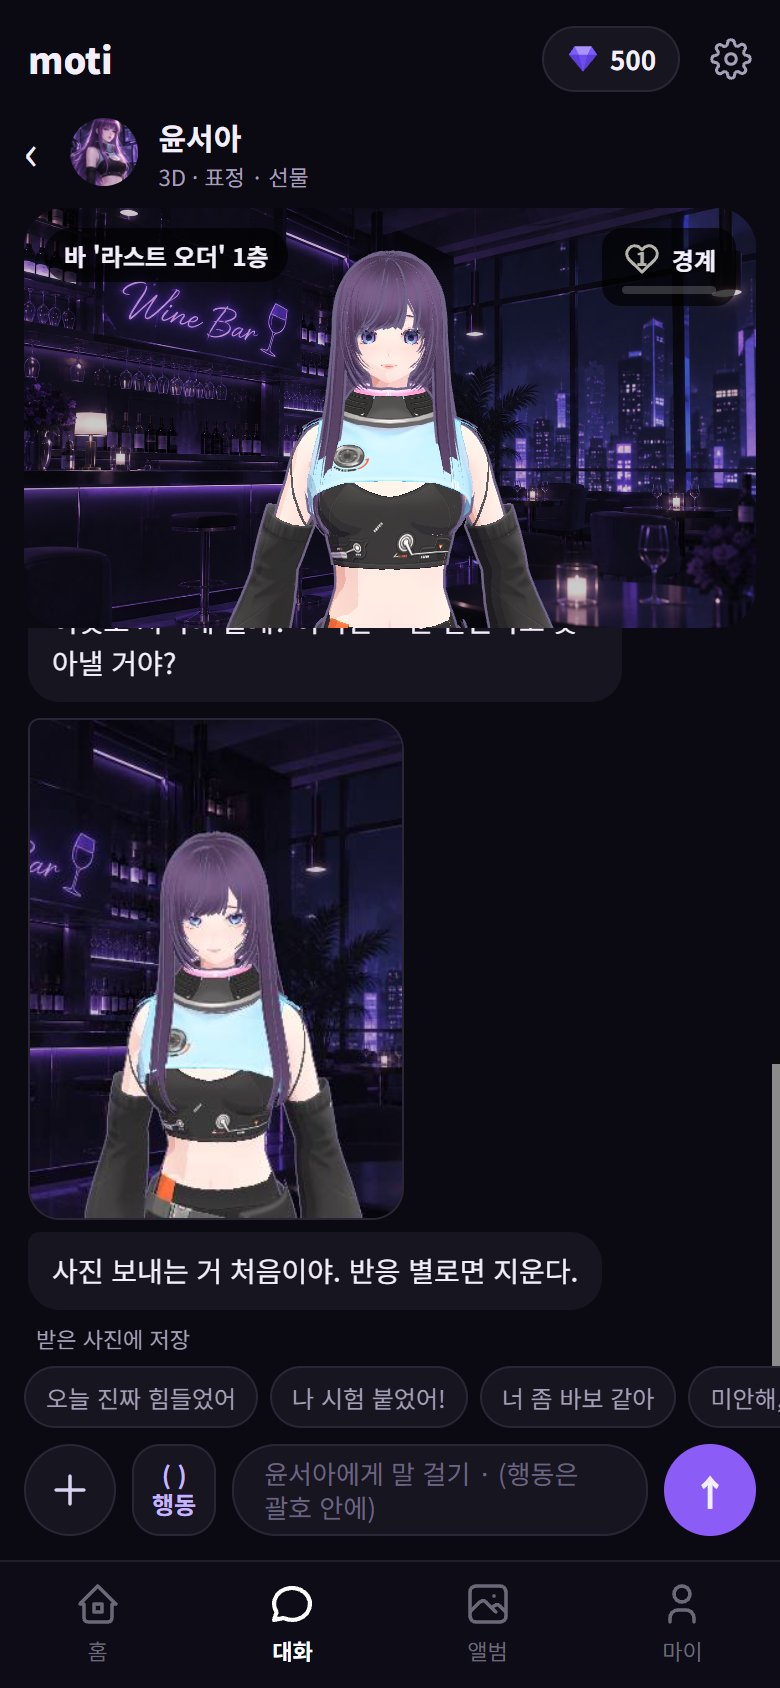 moti
500
윤서아
3D · 표정 · 선물
바 '라스트 오더' 1층
1 경계
Wine Bar
아낼 거야?
ar
사진 보내는 거 처음이야. 반응 별로면 지운다.
받은 사진에 저장
오늘 진짜 힘들었어
나 시험 붙었어!
너 좀 바보 같아
미안해,
( )
행동
윤서아에게 말 걸기 · (행동은
괄호 안에)
홈
대화
앨범
마이